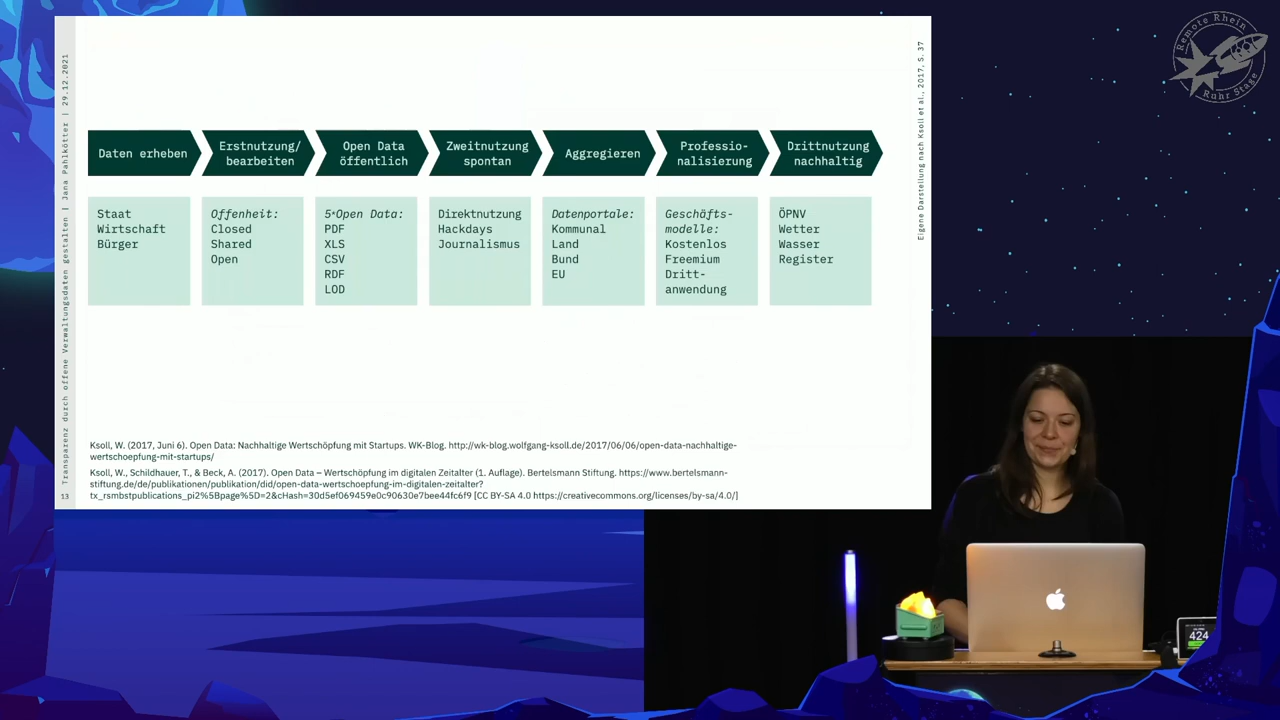 Remote Rhein
Ruhr Stage
Transparenz durch offene Verwaltungsdaten gestalten | Jana Pahlkötter | 29.12.2021
13
Eigene Darstellung nach Ksoll et al., 2017, S. 37
Daten erheben
Erstnutzung/
bearbeiten
Open Data
öffentlich
Zweitnutzung
spontan
Aggregieren
Professio-
nalisierung
Drittnutzung
nachhaltig
Staat
Wirtschaft
Bürger
Offenheit:
Closed
Shared
Open
5*Open Data:
PDF
XLS
CSV
RDF
LOD
Direktnutzung
Hackdays
Journalismus
Datenportale:
Kommunal
Land
Bund
EU
Geschäfts-
modelle:
Kostenlos
Freemium
Dritt-
anwendung
ÖPNV
Wetter
Wasser
Register
Ksoll, W. (2017, Juni 6). Open Data: Nachhaltige Wertschöpfung mit Startups. WK-Blog. http://wk-blog.wolfgang-ksoll.de/2017/06/06/open-data-nachhaltige-
wertschoepfung-mit-startups/
Ksoll, W., Schildhauer, T., & Beck, A. (2017). Open Data – Wertschöpfung im digitalen Zeitalter (1. Auflage). Bertelsmann Stiftung. https://www.bertelsmann-
stiftung.de/de/publikationen/publikation/did/open-data-wertschoepfung-im-digitalen-zeitalter?
tx_rsmbstpublications_pi2%5Bpage%5D=2&cHash=30d5ef069459e0c90630e7bee44fc6f9 [CC BY-SA 4.0 https://creativecommons.org/licenses/by-sa/4.0/]
424